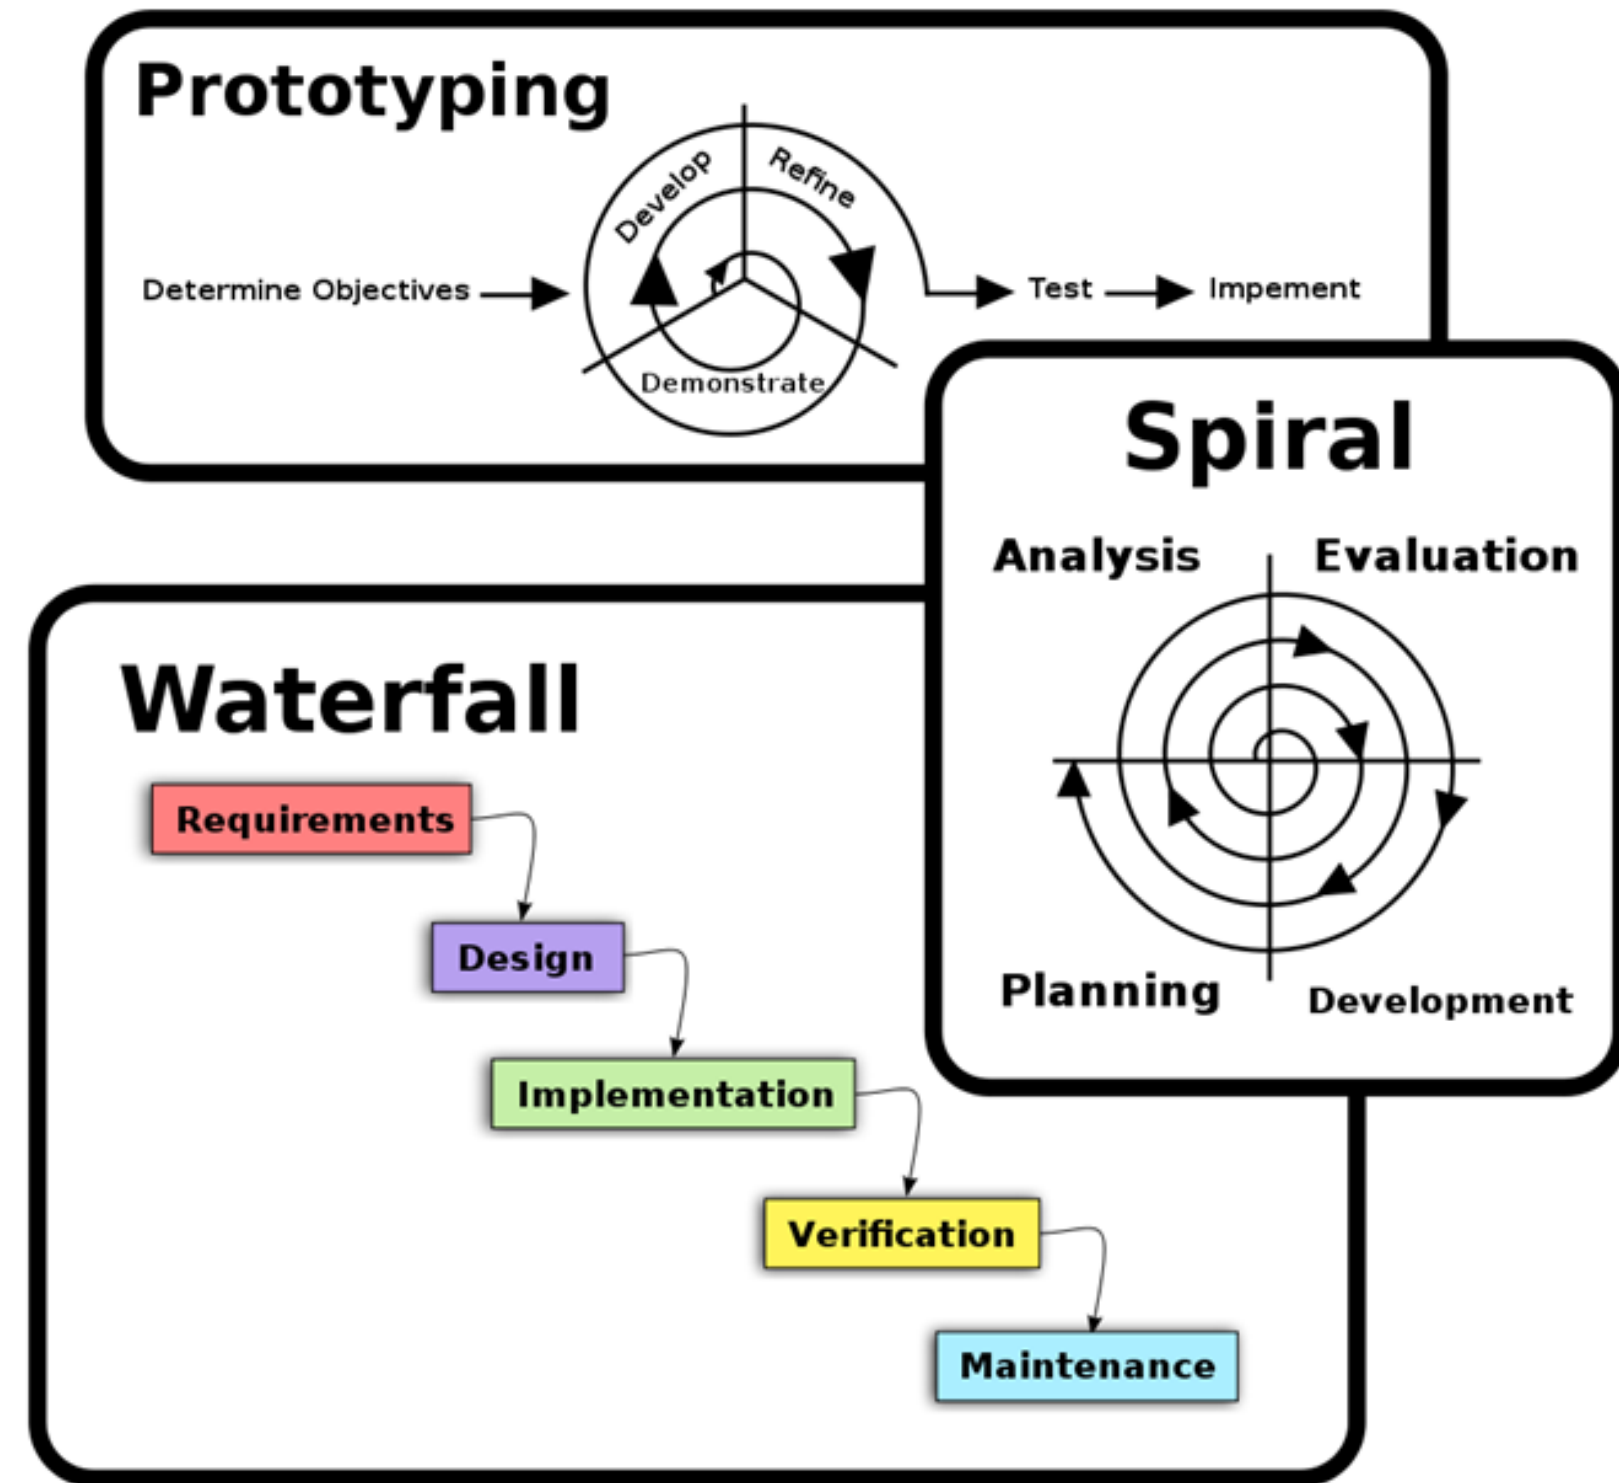 Prototyping
Develop
Refine
Determine Objectives
Test
Impement
Demonstrate
Spiral
Analysis
Evaluation
Planning
Development
Waterfall
Requirements
Design
Implementation
Verification
Maintenance